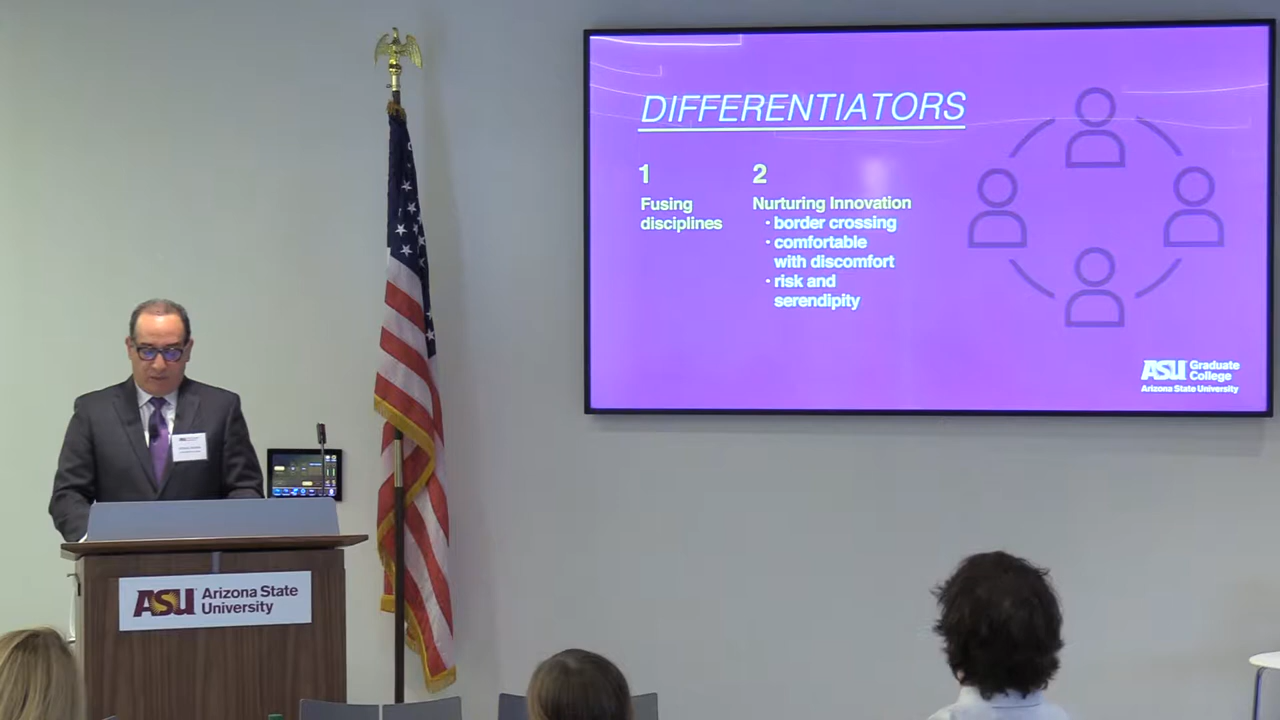 DIFFERENTIATORS
1
Fusing
disciplines
2
Nurturing Innovation
· border crossing
· comfortable
with discomfort
· risk and
serendipity
ASU Graduate
College
Arizona State University
ASU Arizona State
University